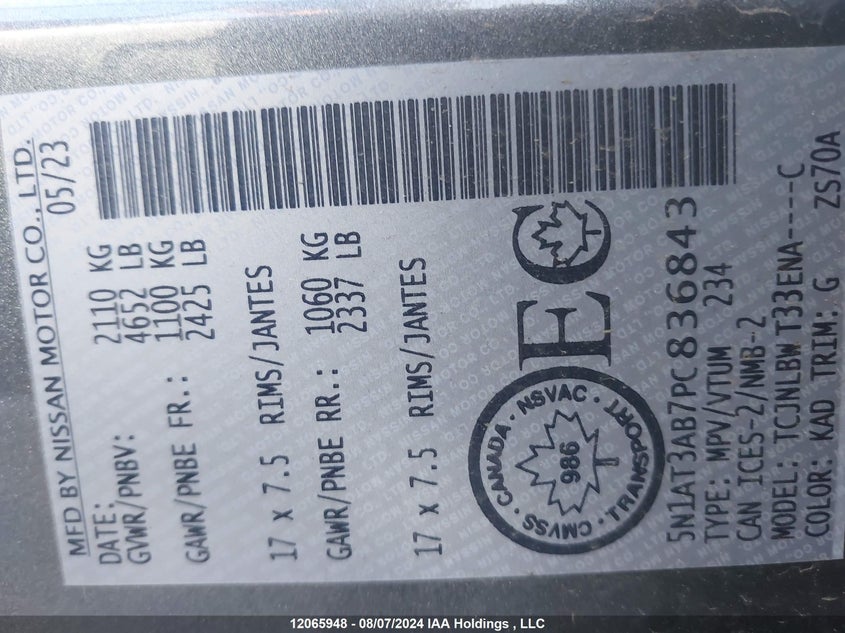 MFD BY NISSAN MOTOR CO., LTD.
DATE: 05/23
GVWR/PNBV: 2110 KG
4652 LB
GAWR/PNBE FR.: 1100 KG
2425 LB
17 x 7.5 RIMS/JANTES
GAWR/PNBE RR.: 1060 KG
2337 LB
17 x 7.5 RIMS/JANTES
CANADA · NSVAC · TRANSPORT · CMVSS ·
986
EC
5N1AT3AB7PC836843
TYPE: MPV/VTUM 234
CAN ICES-2/NMB-2
MODEL: TCJNLBW T33ENA-----C
COLOR: KAD TRIM: G ZS70A
12065948 - 08/07/2024 IAA Holdings , LLC